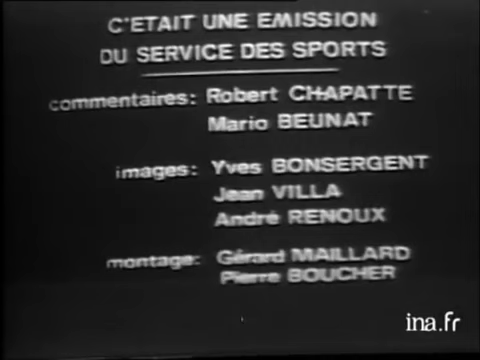 C'ETAIT UNE EMISSION
DU SERVICE DES SPORTS
commentaires: Robert CHAPATTE
Mario BEUNAT
images: Yves BONSERGENT
Jean VILLA
André RENOUX
montage: Gérard MAILLARD
Pierre BOUCHER
ina.fr